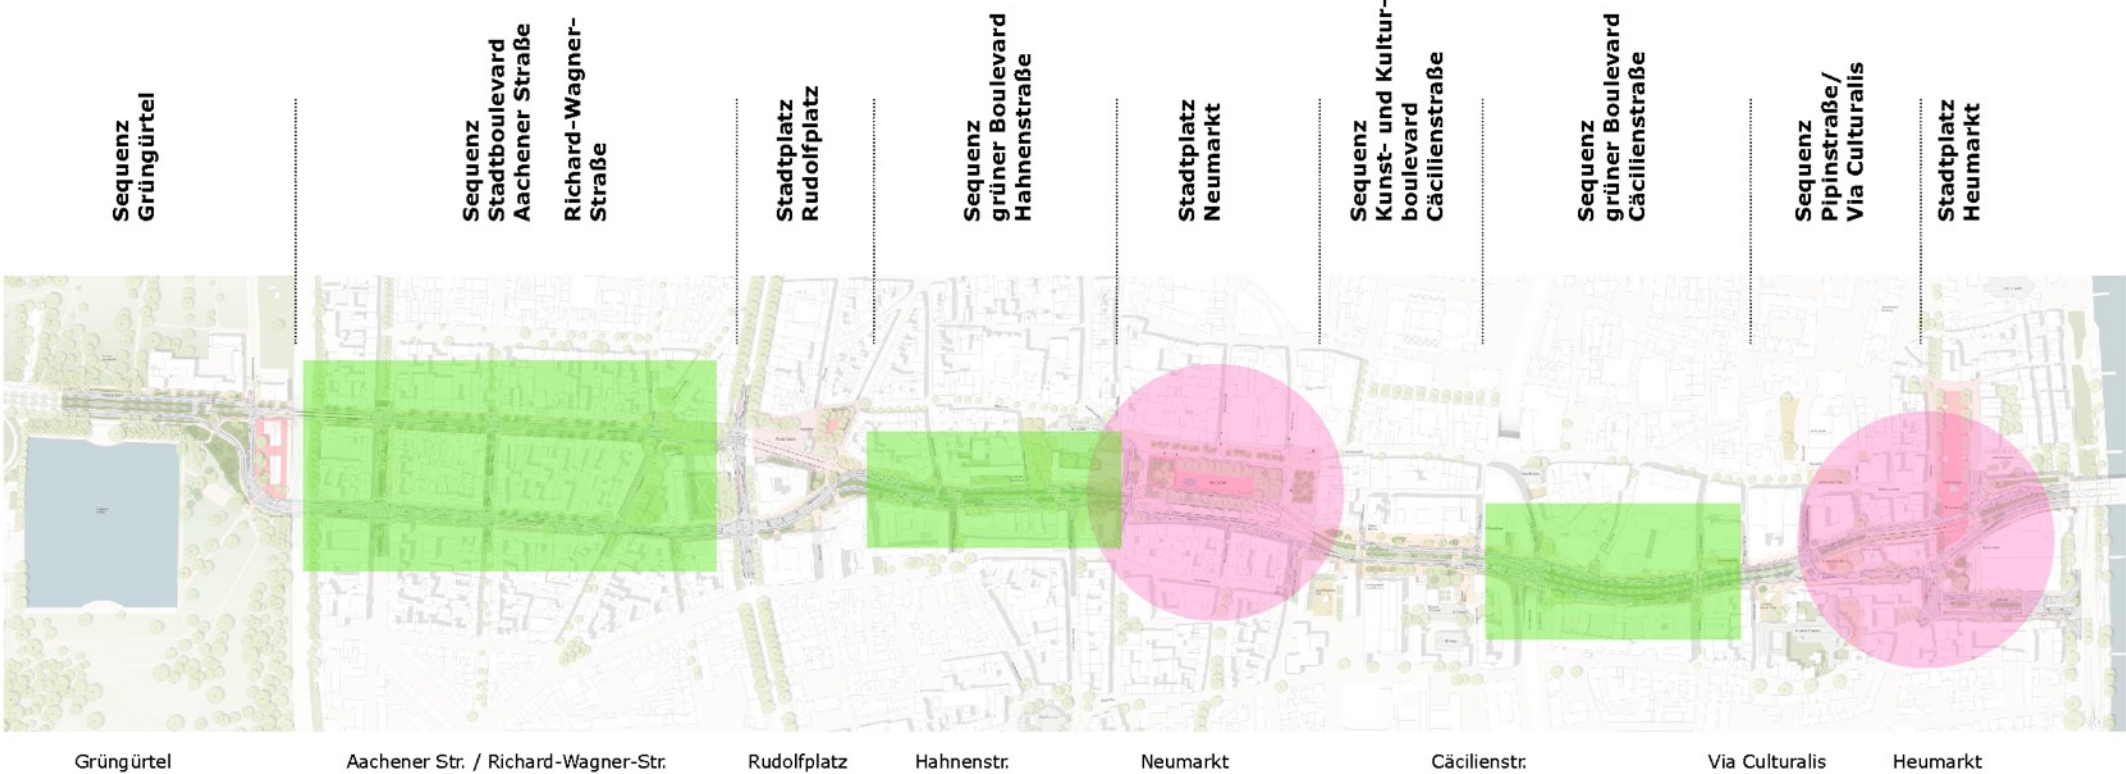 Sequenz
Grüngürtel
Sequenz
Stadtboulevard
Aachener Straße
Richard-Wagner-
Straße
Stadtplatz
Rudolfplatz
Sequenz
grüner Boulevard
Hahnenstraße
Stadtplatz
Neumarkt
Sequenz
Kunst- und Kultur-
boulevard
Cäcilienstraße
Sequenz
grüner Boulevard
Cäcilienstraße
Sequenz
Pipinstraße/
Via Culturalis
Stadtplatz
Heumarkt
Grüngürtel
Aachener Str. / Richard-Wagner-Str.
Rudolfplatz
Hahnenstr.
Neumarkt
Cäcilienstr.
Via Culturalis
Heumarkt